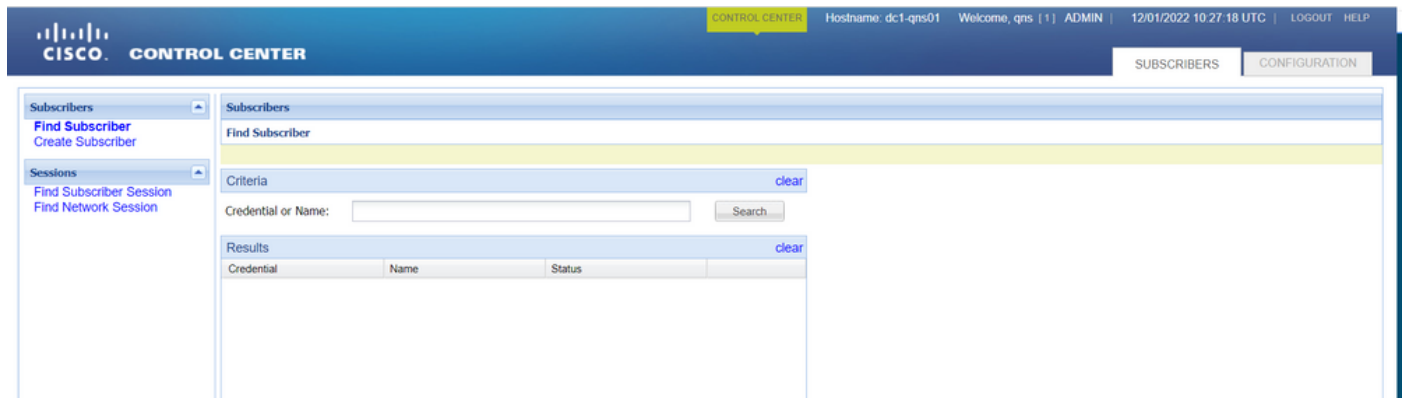 CONTROL CENTER Hostname: dc1-qns01 Welcome, qns [1] ADMIN | 12/01/2022 10:27:18 UTC | LOGOUT HELP
CISCO. CONTROL CENTER
SUBSCRIBERS CONFIGURATION
Subscribers
Find Subscriber
Create Subscriber
Sessions
Find Subscriber Session
Find Network Session
Subscribers
Find Subscriber
Criteria clear
Credential or Name: Search
Results clear
Credential Name Status